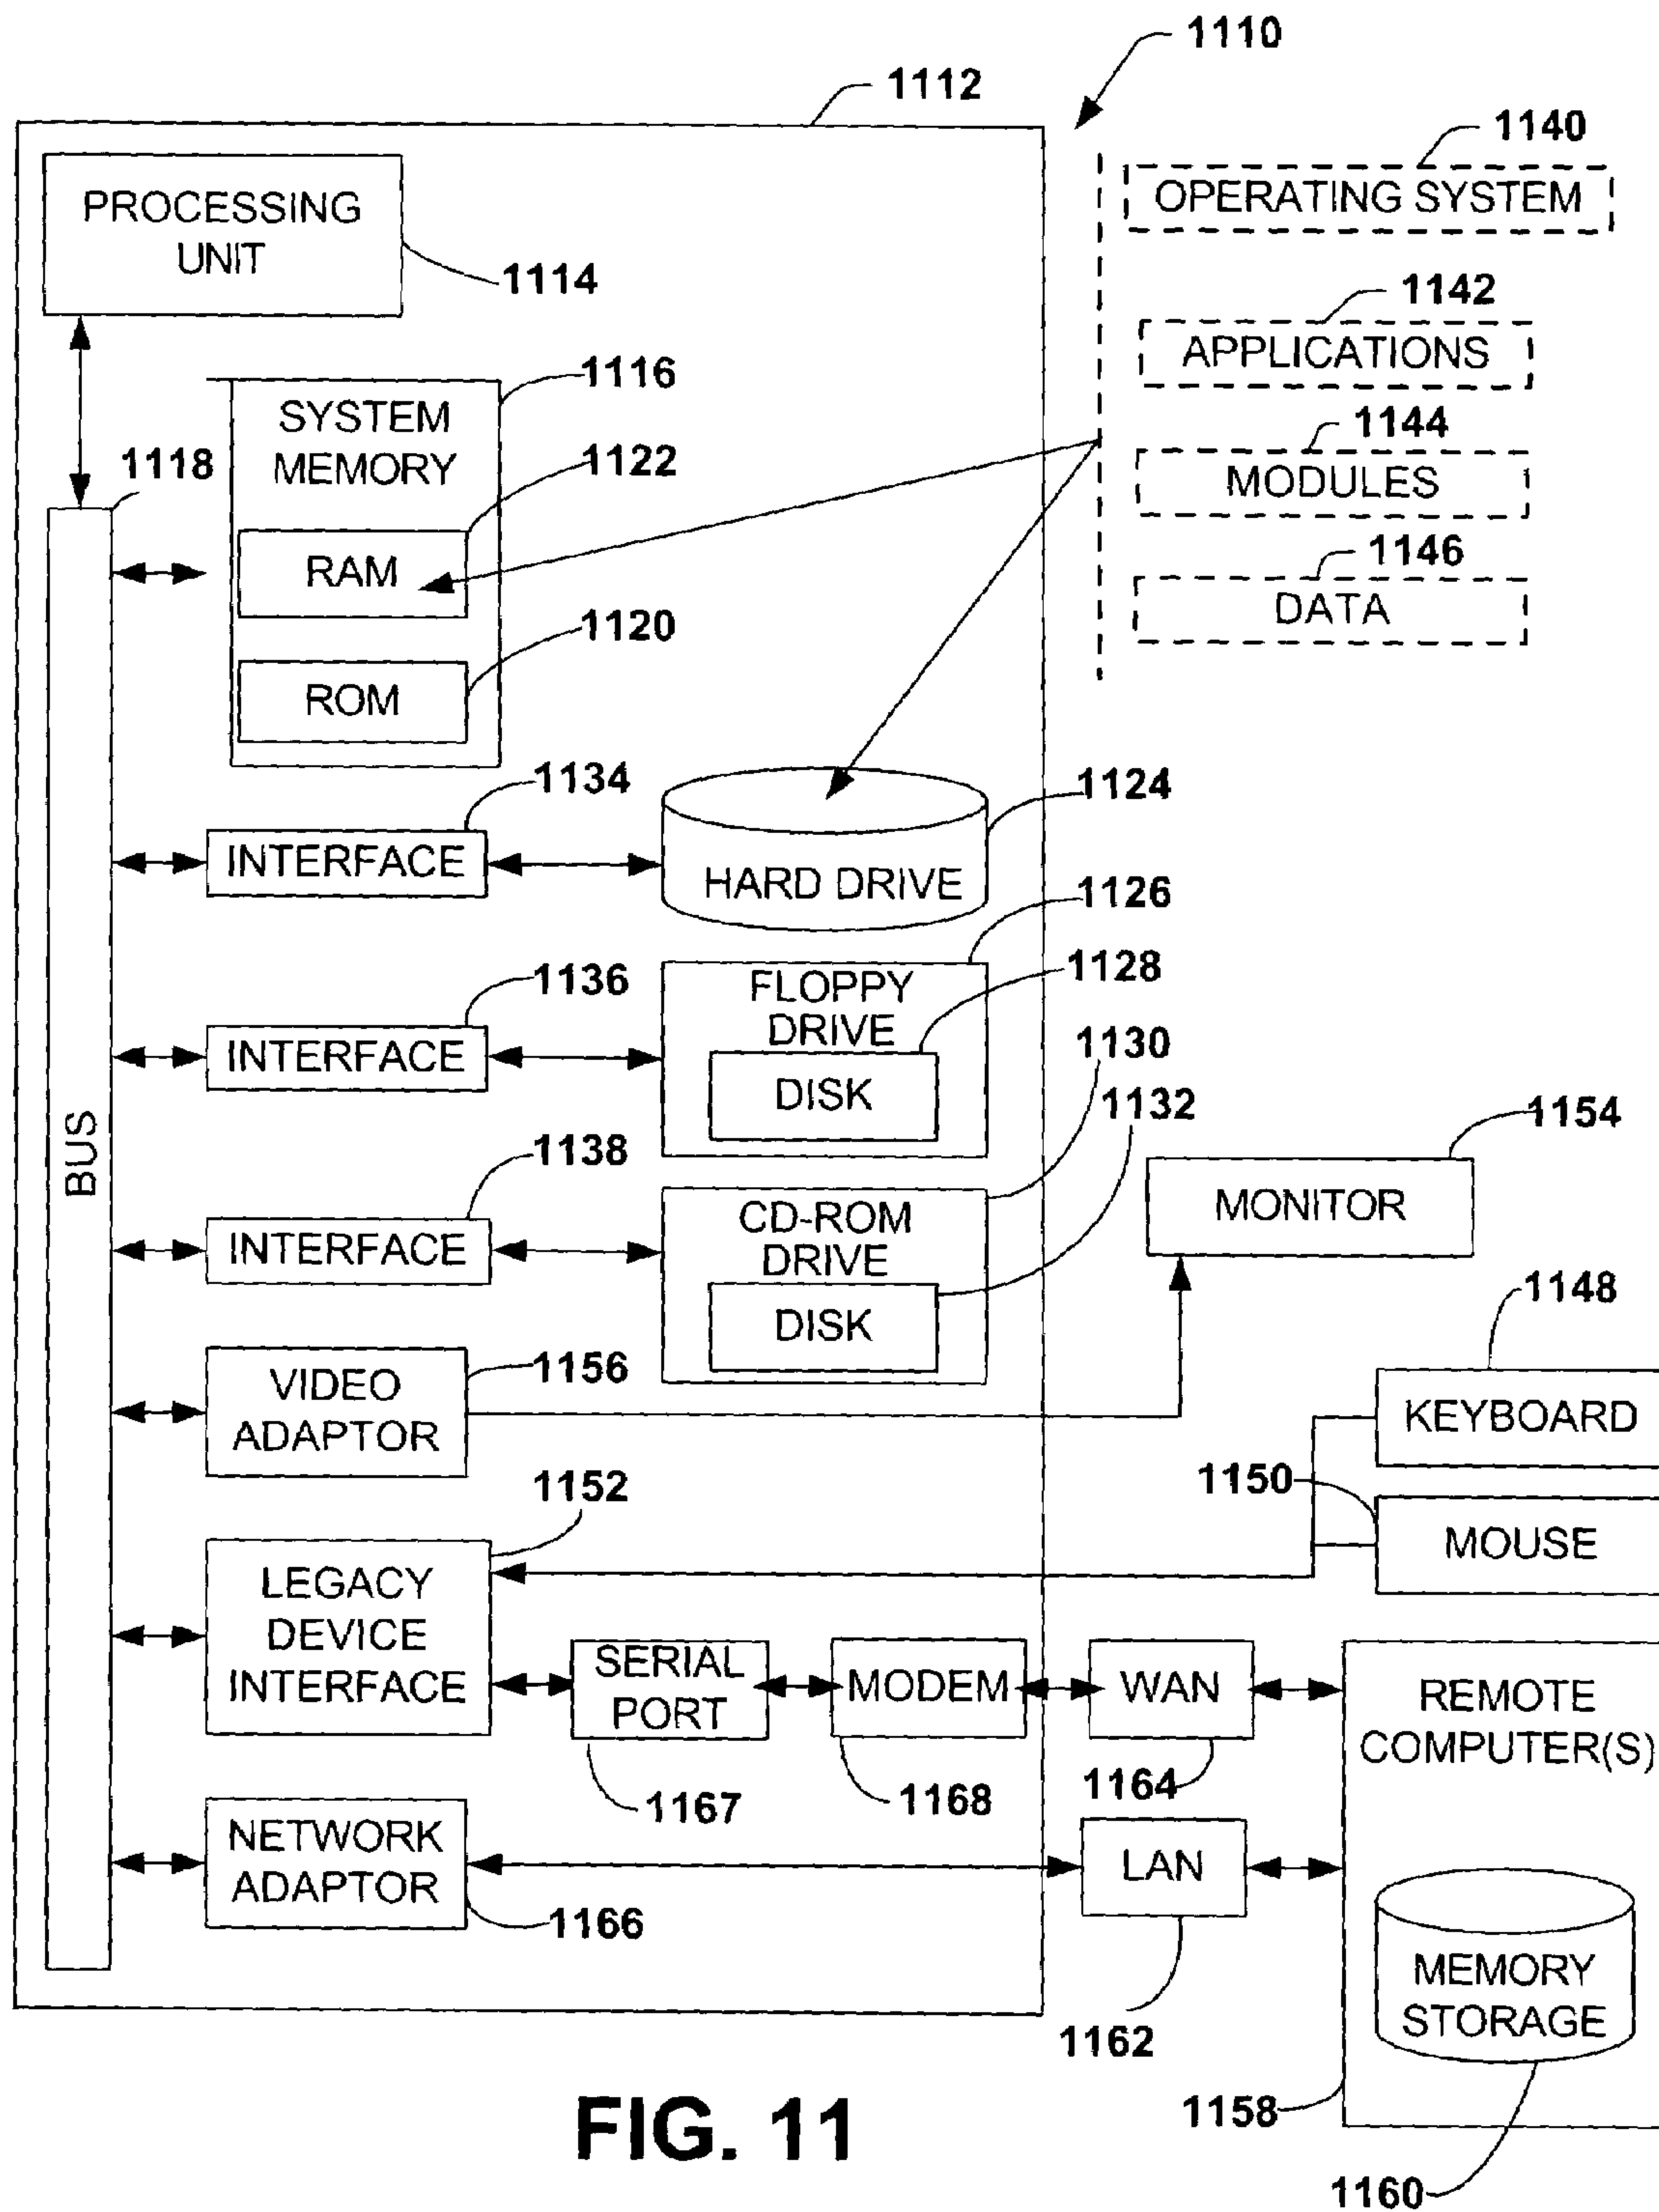 1110
1112
1140
OPERATING SYSTEM
PROCESSING
UNIT
1114
1142
APPLICATIONS
1116
SYSTEM
MEMORY
1144
MODULES
1118
1122
RAM
1146
DATA
1120
ROM
1134
INTERFACE
1124
HARD DRIVE
1126
1136
INTERFACE
FLOPPY
DRIVE
1128
DISK
1130
1132
BUS
1138
INTERFACE
CD-ROM
DRIVE
DISK
1154
MONITOR
1148
KEYBOARD
1156
VIDEO
ADAPTOR
1150
MOUSE
1152
LEGACY
DEVICE
INTERFACE
SERIAL
PORT
MODEM
WAN
REMOTE
COMPUTER(S)
1167
1168
1164
NETWORK
ADAPTOR
LAN
1166
MEMORY
STORAGE
1162
1158
1160
FIG. 11